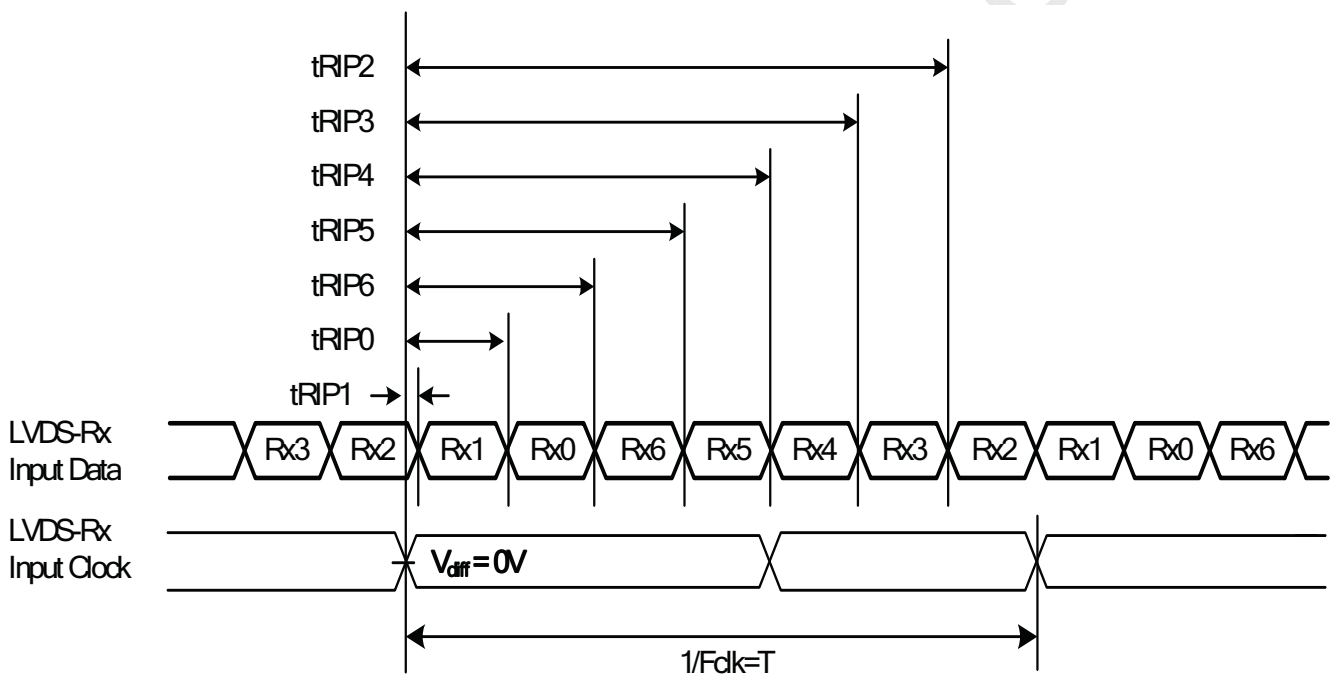 tRIP2
tRIP3
tRIP4
tRIP5
tRIP6
tRIP0
tRIP1
LVDS-Rx
Input Data
Rx3 Rx2 Rx1 Rx0 Rx6 Rx5 Rx4 Rx3 Rx2 Rx1 Rx0 Rx6
LVDS-Rx
Input Clock
Vdiff = 0V
1/Fclk=T